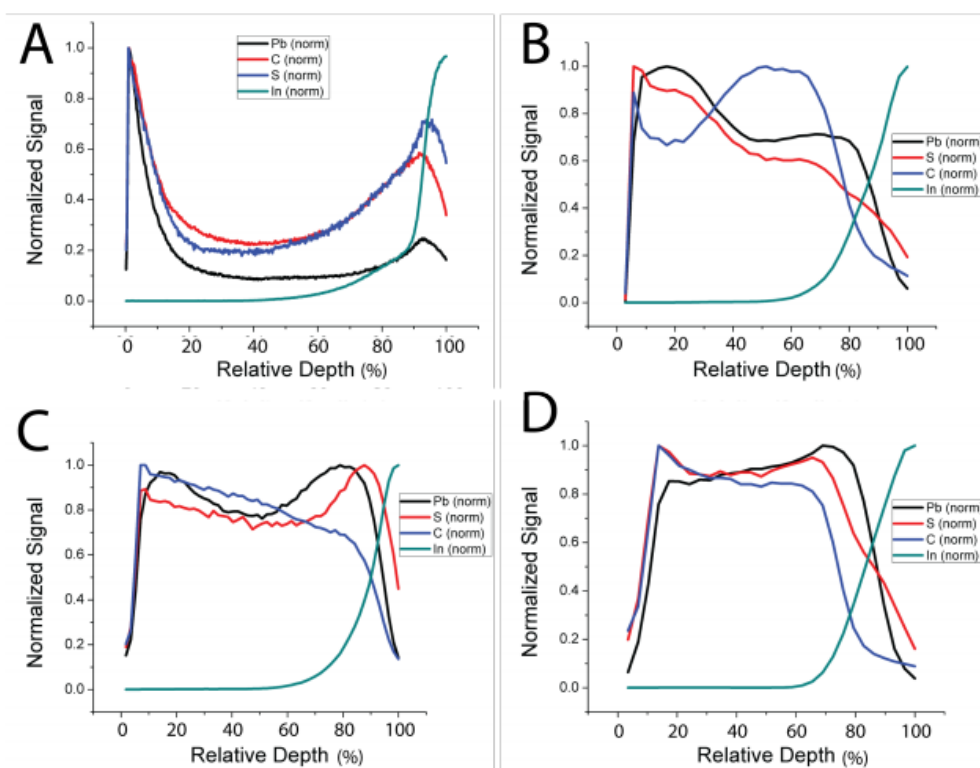 A
Pb (norm)
C (norm)
S (norm)
In (norm)
1.0
0.8
0.6
0.4
0.2
0.0
Normalized Signal
0
20
40
60
80
100
Relative Depth (%)
B
Pb (norm)
S (norm)
C (norm)
In (norm)
1.0
0.8
0.6
0.4
0.2
0.0
Normalized Signal
0
20
40
60
80
100
Relative Depth (%)
C
Pb (norm)
S (norm)
C (norm)
In (norm)
1.0
0.8
0.6
0.4
0.2
0.0
Normalized Signal
0
20
40
60
80
100
Relative Depth (%)
D
Pb (norm)
S (norm)
C (norm)
In (norm)
1.0
0.8
0.6
0.4
0.2
0.0
Normalized Signal
0
20
40
60
80
100
Relative Depth (%)